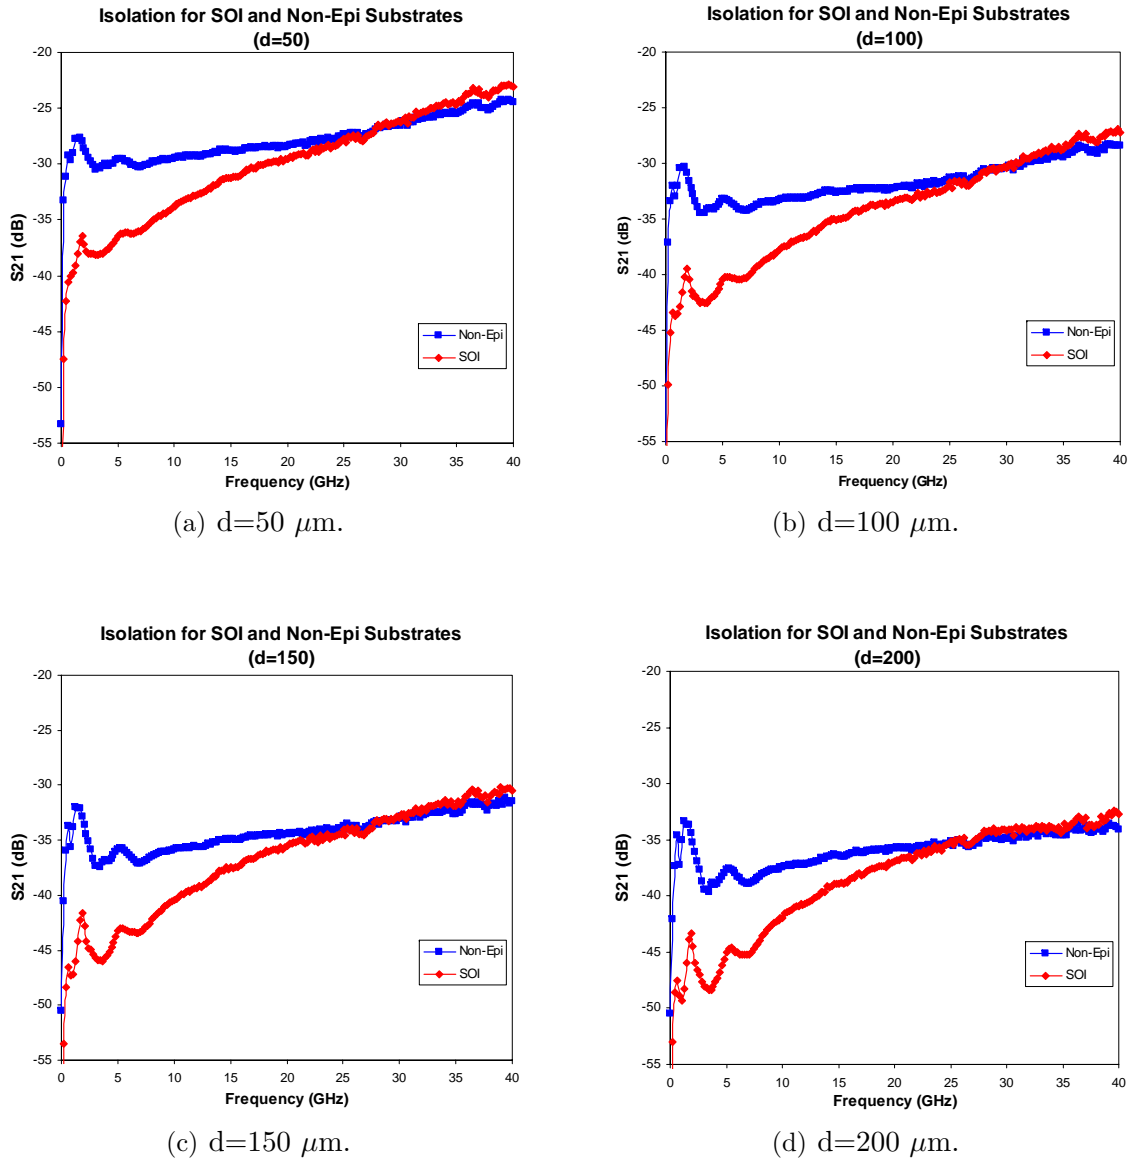 Isolation for SOI and Non-Epi Substrates
(d=50)
-20
-25
-30
-35
-40
-45
-50
-55
S21 (dB)
Non-Epi
SOI
0 5 10 15 20 25 30 35 40
Frequency (GHz)
(a) d=50 μm.
Isolation for SOI and Non-Epi Substrates
(d=100)
-20
-25
-30
-35
-40
-45
-50
-55
S21 (dB)
Non-Epi
SOI
0 5 10 15 20 25 30 35 40
Frequency (GHz)
(b) d=100 μm.
Isolation for SOI and Non-Epi Substrates
(d=150)
-20
-25
-30
-35
-40
-45
-50
-55
S21 (dB)
Non-Epi
SOI
0 5 10 15 20 25 30 35 40
Frequency (GHz)
(c) d=150 μm.
Isolation for SOI and Non-Epi Substrates
(d=200)
-20
-25
-30
-35
-40
-45
-50
-55
S21 (dB)
Non-Epi
SOI
0 5 10 15 20 25 30 35 40
Frequency (GHz)
(d) d=200 μm.